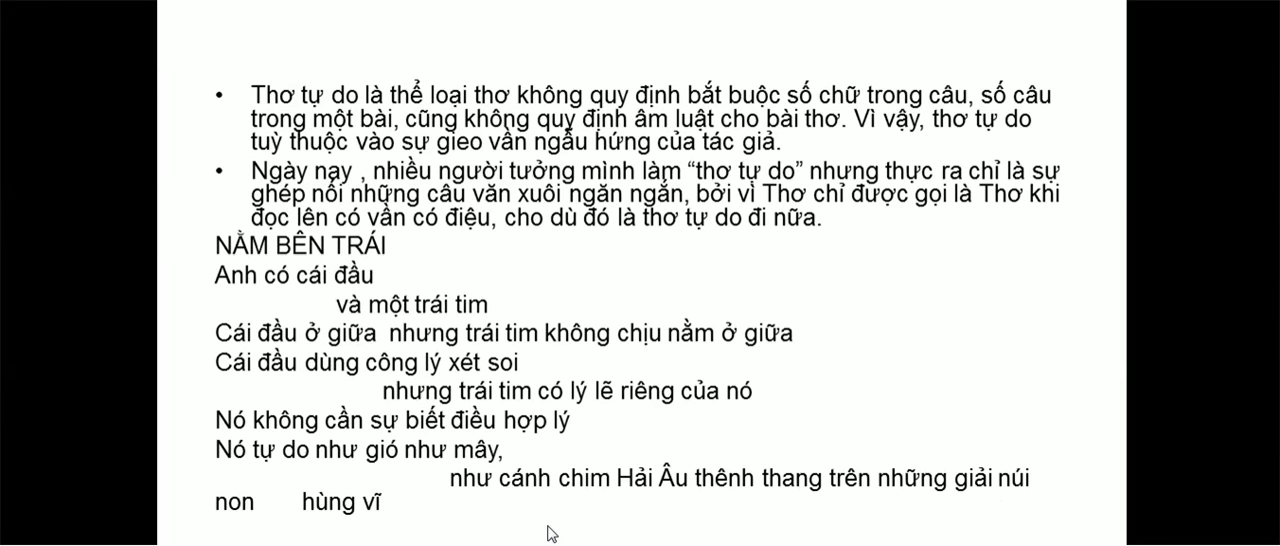 • Thơ tự do là thể loại thơ không quy định bắt buộc số chữ trong câu, số câu
trong một bài, cũng không quy định âm luật cho bài thơ. Vì vậy, thơ tự do
tuỳ thuộc vào sự gieo vần ngẫu hứng của tác giả.
• Ngày nay , nhiều người tưởng mình làm “thơ tự do” nhưng thực ra chỉ là sự
ghép nối những câu văn xuôi ngăn ngắn, bởi vì Thơ chỉ được gọi là Thơ khi
đọc lên có vần có điệu, cho dù đó là thơ tự do đi nữa.
NẰM BÊN TRÁI
Anh có cái đầu
và một trái tim
Cái đầu ở giữa nhưng trái tim không chịu nằm ở giữa
Cái đầu dùng công lý xét soi
nhưng trái tim có lý lẽ riêng của nó
Nó không cần sự biết điều hợp lý
Nó tự do như gió như mây,
như cánh chim Hải Âu thênh thang trên những giải núi
non hùng vĩ